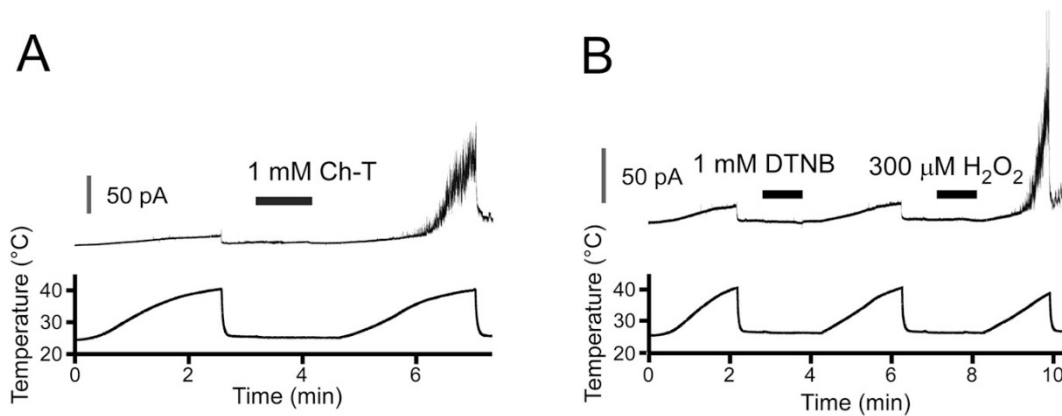 A
1 mM Ch-T
50 pA
Temperature (°C)
40
30
20
0 2 4 6
Time (min)
B
1 mM DTNB 300 μM H₂O₂
50 pA
Temperature (°C)
40
30
20
0 2 4 6 8 10
Time (min)